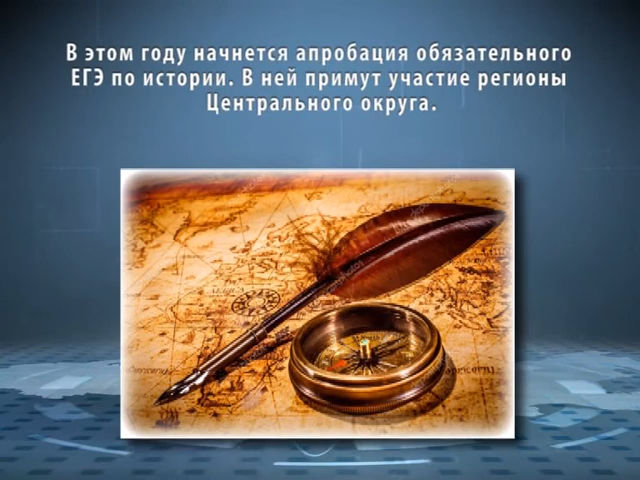 В этом году начнется апробация обязательного
ЕГЭ по истории. В ней примут участие регионы
Центрального округа.